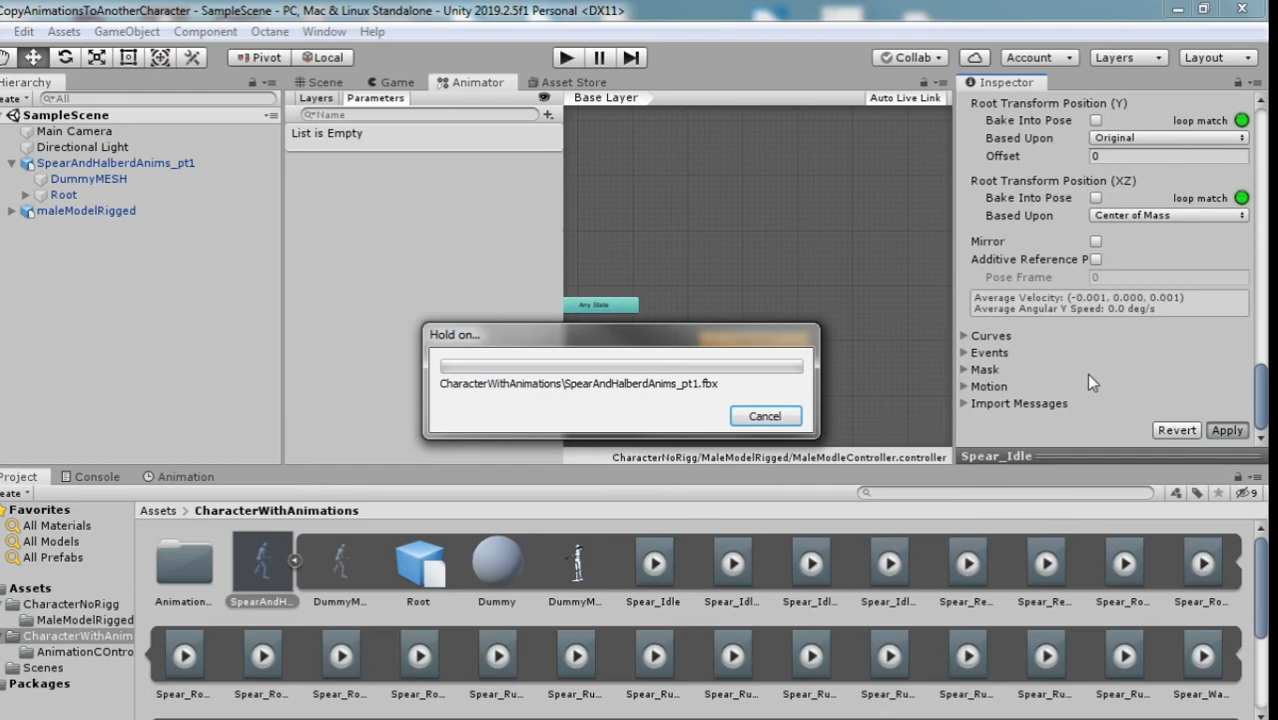 CopyAnimationsToAnotherCharacter - SampleScene - PC, Mac & Linux Standalone - Unity 2019.2.5f1 Personal <DX11>
Edit Assets GameObject Component Tools Octane Window Help
Pivot Local Collab Account Layers Layout
Hierarchy Scene Game Animator Asset Store Inspector
eate All Layers Parameters Base Layer Auto Live Link Root Transform Position (Y)
SampleScene Name Bake Into Pose loop match
Main Camera List is Empty Based Upon Original
Directional Light Offset 0
SpearAndHalberdAnims_pt1
DummyMESH Root Transform Position (XZ)
Root Bake Into Pose loop match
maleModelRigged Based Upon Center of Mass
Mirror
Additive Reference P
Pose Frame 0
Average Velocity: (-0.001, 0.000, 0.001)
Any State Average Angular Y Speed: 0.0 deg/s
Hold on... Curves
Events
Mask
CharacterWithAnimations\SpearAndHalberdAnims_pt1.fbx Motion
Import Messages
Cancel Revert Apply
CharacterNoRigg/MaleModelRigged/MaleModleController.controller Spear_Idle
Project Console Animation
eate 9
Favorites Assets CharacterWithAnimations
All Materials
All Models
All Prefabs
Assets
CharacterNoRigg Animation... SpearAndH... DummyM... Root Dummy DummyM... Spear_Idle Spear_Idl... Spear_Idl... Spear_Idl... Spear_Re... Spear_Re... Spear_Ro... Spear_Ro...
MaleModelRigged
CharacterWithAnim
AnimationCOntro
Scenes
Packages
Spear_Ro... Spear_Ro... Spear_Ro... Spear_Ro... Spear_Ru... Spear_Ru... Spear_Ru... Spear_Ru... Spear_Ru... Spear_Ru... Spear_Ru... Spear_Ru... Spear_Ru... Spear_Wa...